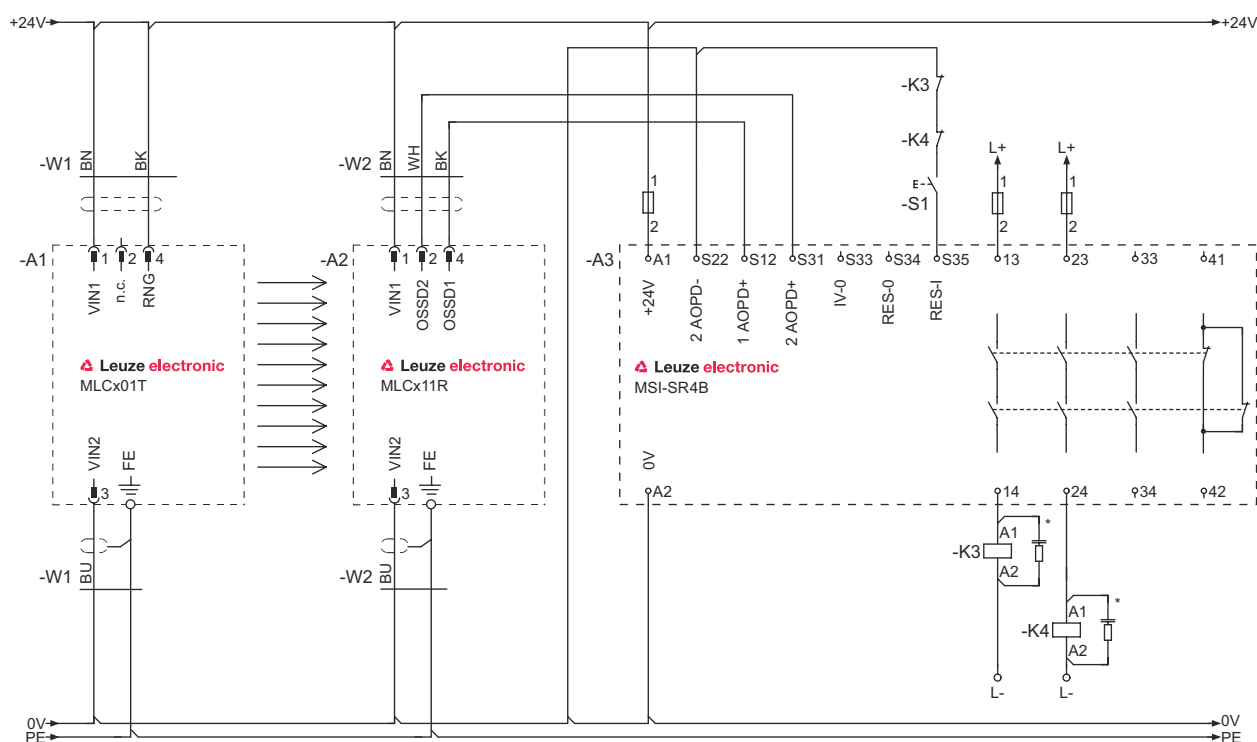 +24V +24V
-K3
-W1 BN BK -W2 BN WH BK -K4 L+ L+
E
-S1
1 1 1
2 2 2
-A1 1 2 4 -A2 1 2 4 -A3 A1 S22 S12 S31 S33 S34 S35 13 23 33 41
VIN1 n.c. RNG VIN1 OSSD2 OSSD1 +24V 2 AOPD- 1 AOPD+ 2 AOPD+ IV-0 RES-0 RES-I
Leuze electronic Leuze electronic Leuze electronic
MLCx01T MLCx11R MSI-SR4B
VIN2 FE VIN2 FE 0V
3 3 A2 14 24 34 42
A1 *
-K3
A2
-W1 BU -W2 BU
A1 *
-K4
A2
L- L-
0V 0V
PE PE